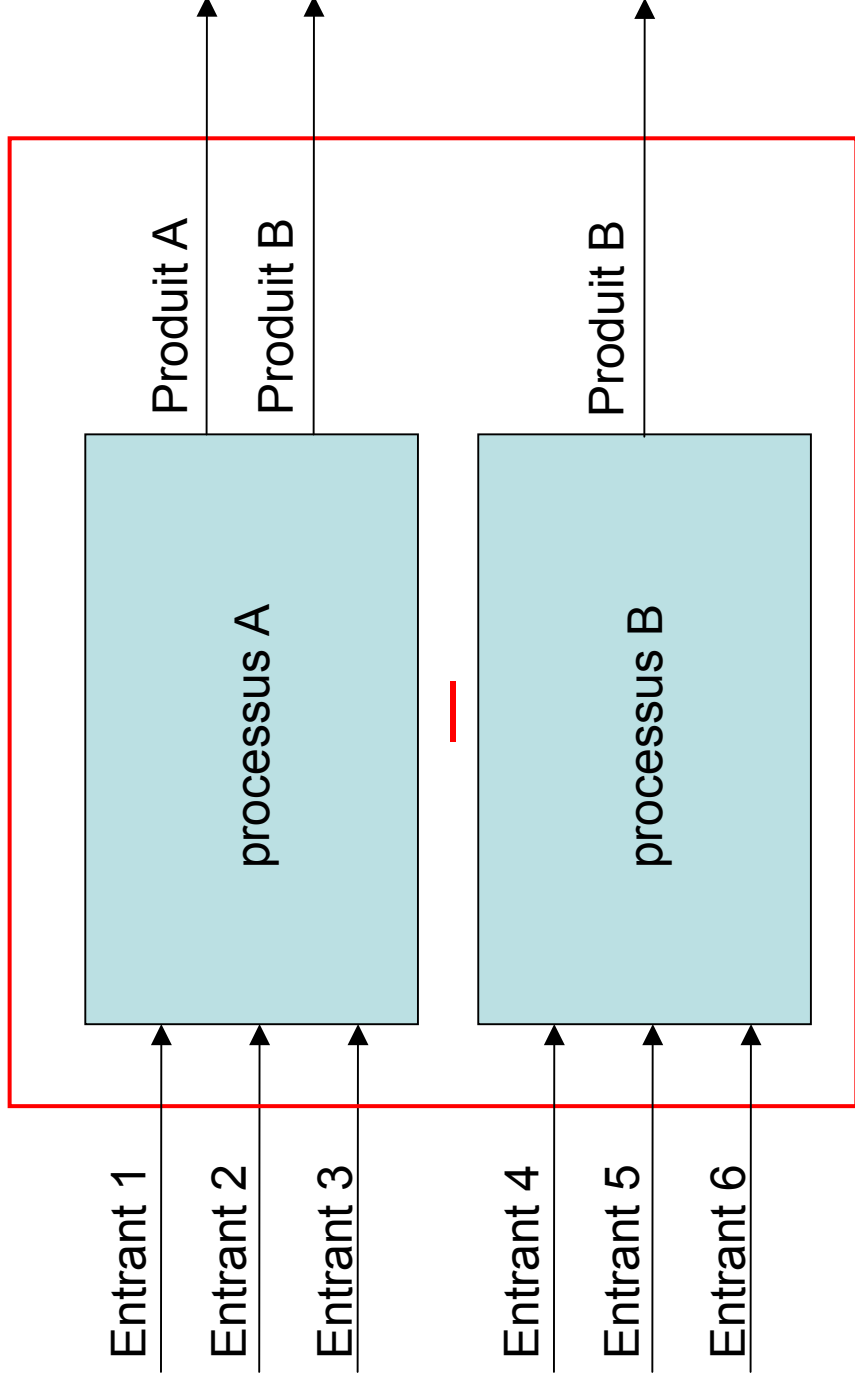 Entrant 1
Entrant 2
Entrant 3
processus A
Produit A
Produit B
Entrant 4
Entrant 5
Entrant 6
processus B
Produit B